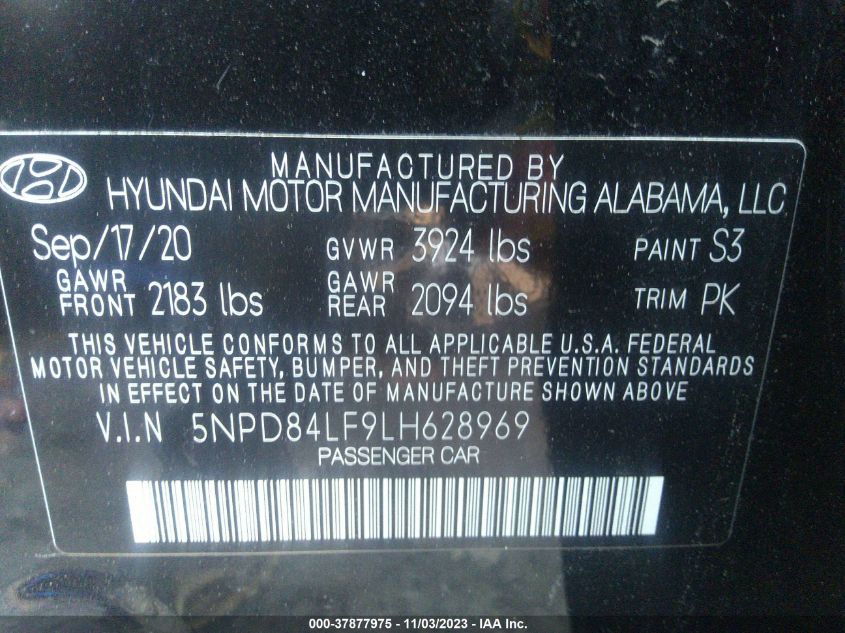 MANUFACTURED BY
HYUNDAI MOTOR MANUFACTURING ALABAMA, LLC
Sep/17/20 GVWR 3924 lbs PAINT S3
GAWR FRONT 2183 lbs GAWR REAR 2094 lbs TRIM PK
THIS VEHICLE CONFORMS TO ALL APPLICABLE U.S.A. FEDERAL
MOTOR VEHICLE SAFETY, BUMPER, AND THEFT PREVENTION STANDARDS
IN EFFECT ON THE DATE OF MANUFACTURE SHOWN ABOVE
V.I.N 5NPD84LF9LH628969
PASSENGER CAR
000-37877975 - 11/03/2023 - IAA Inc.